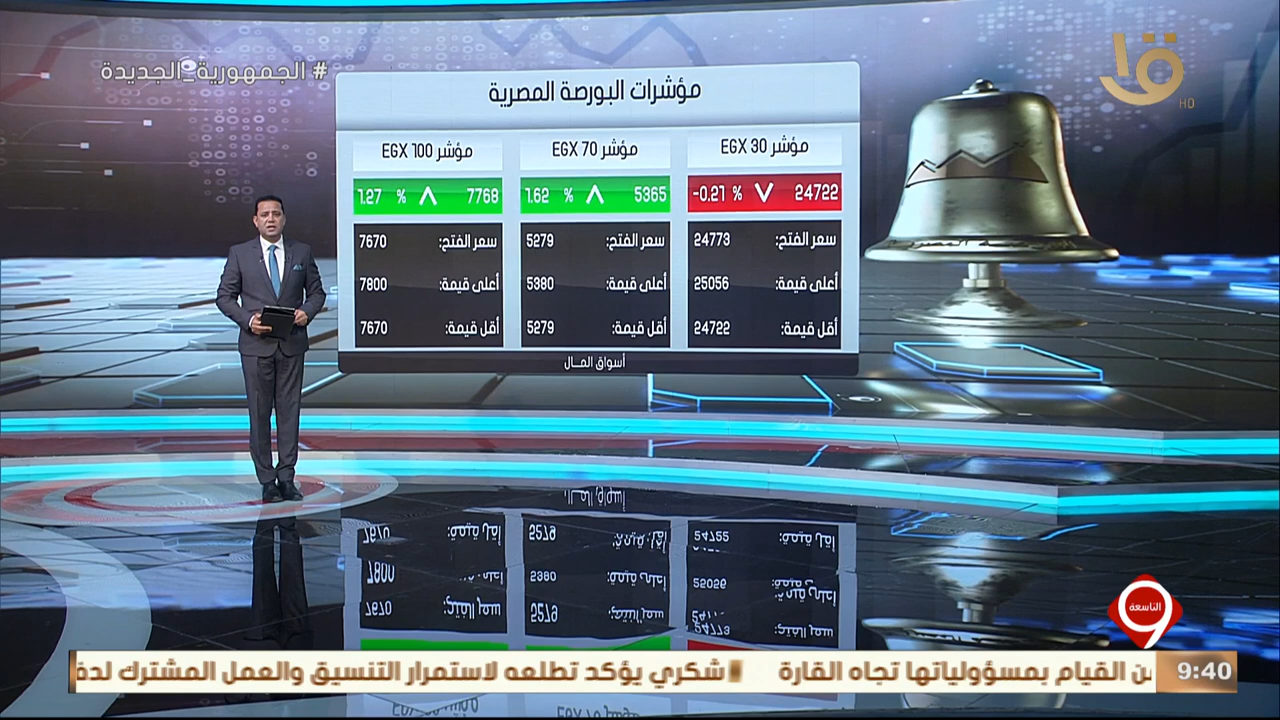 #الجمهورية_الجديدة
HD
مؤشرات البورصة المصرية
مؤشر EGX 30
24722 -0.21 %
سعر الفتح: 24773
أعلى قيمة: 25056
أقل قيمة: 24722
مؤشر EGX 70
5365 1.62 %
سعر الفتح: 5279
أعلى قيمة: 5380
أقل قيمة: 5279
مؤشر EGX 100
7768 1.27 %
سعر الفتح: 7670
أعلى قيمة: 7800
أقل قيمة: 7670
أسواق المـال
التاسعة
9
9:40
القيام بمسؤولياتها تجاه القارة
شكري يؤكد تطلعه لاستمرار التنسيق والعمل المشترك